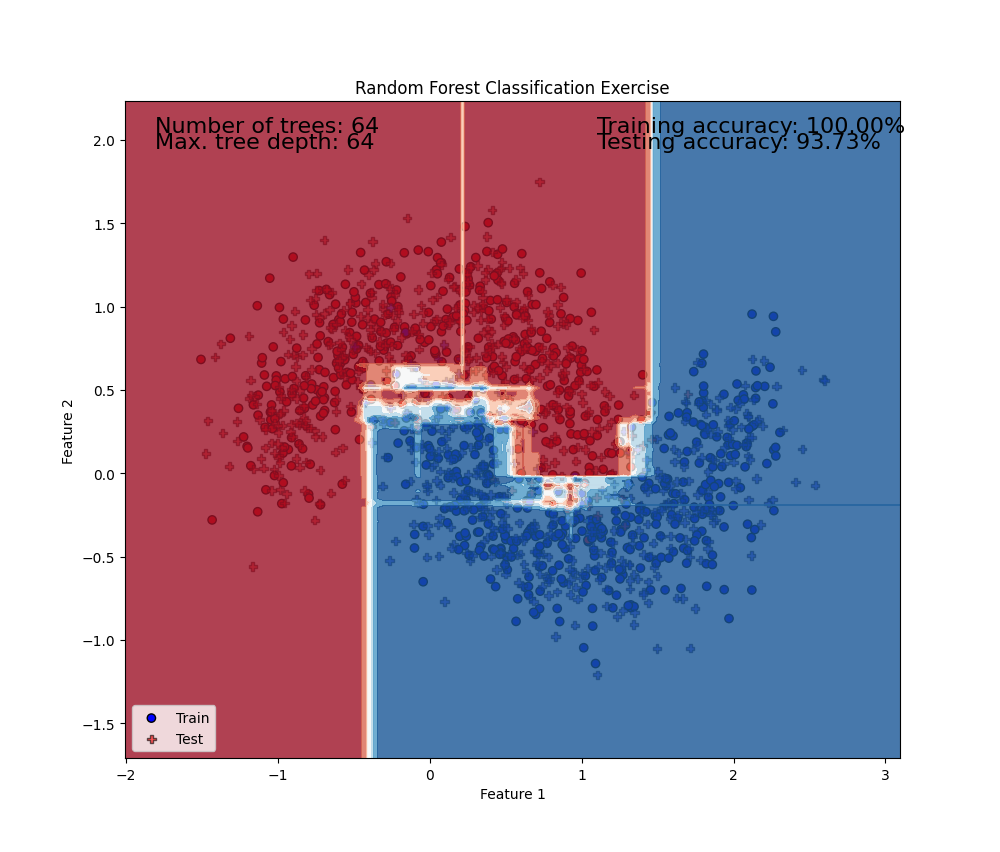 Random Forest Classification Exercise
Number of trees: 64
Max. tree depth: 64
Training accuracy: 100.00%
Testing accuracy: 93.73%
Feature 2
2.0
1.5
1.0
0.5
0.0
−0.5
−1.0
−1.5
Train
Test
−2
−1
0
1
2
3
Feature 1